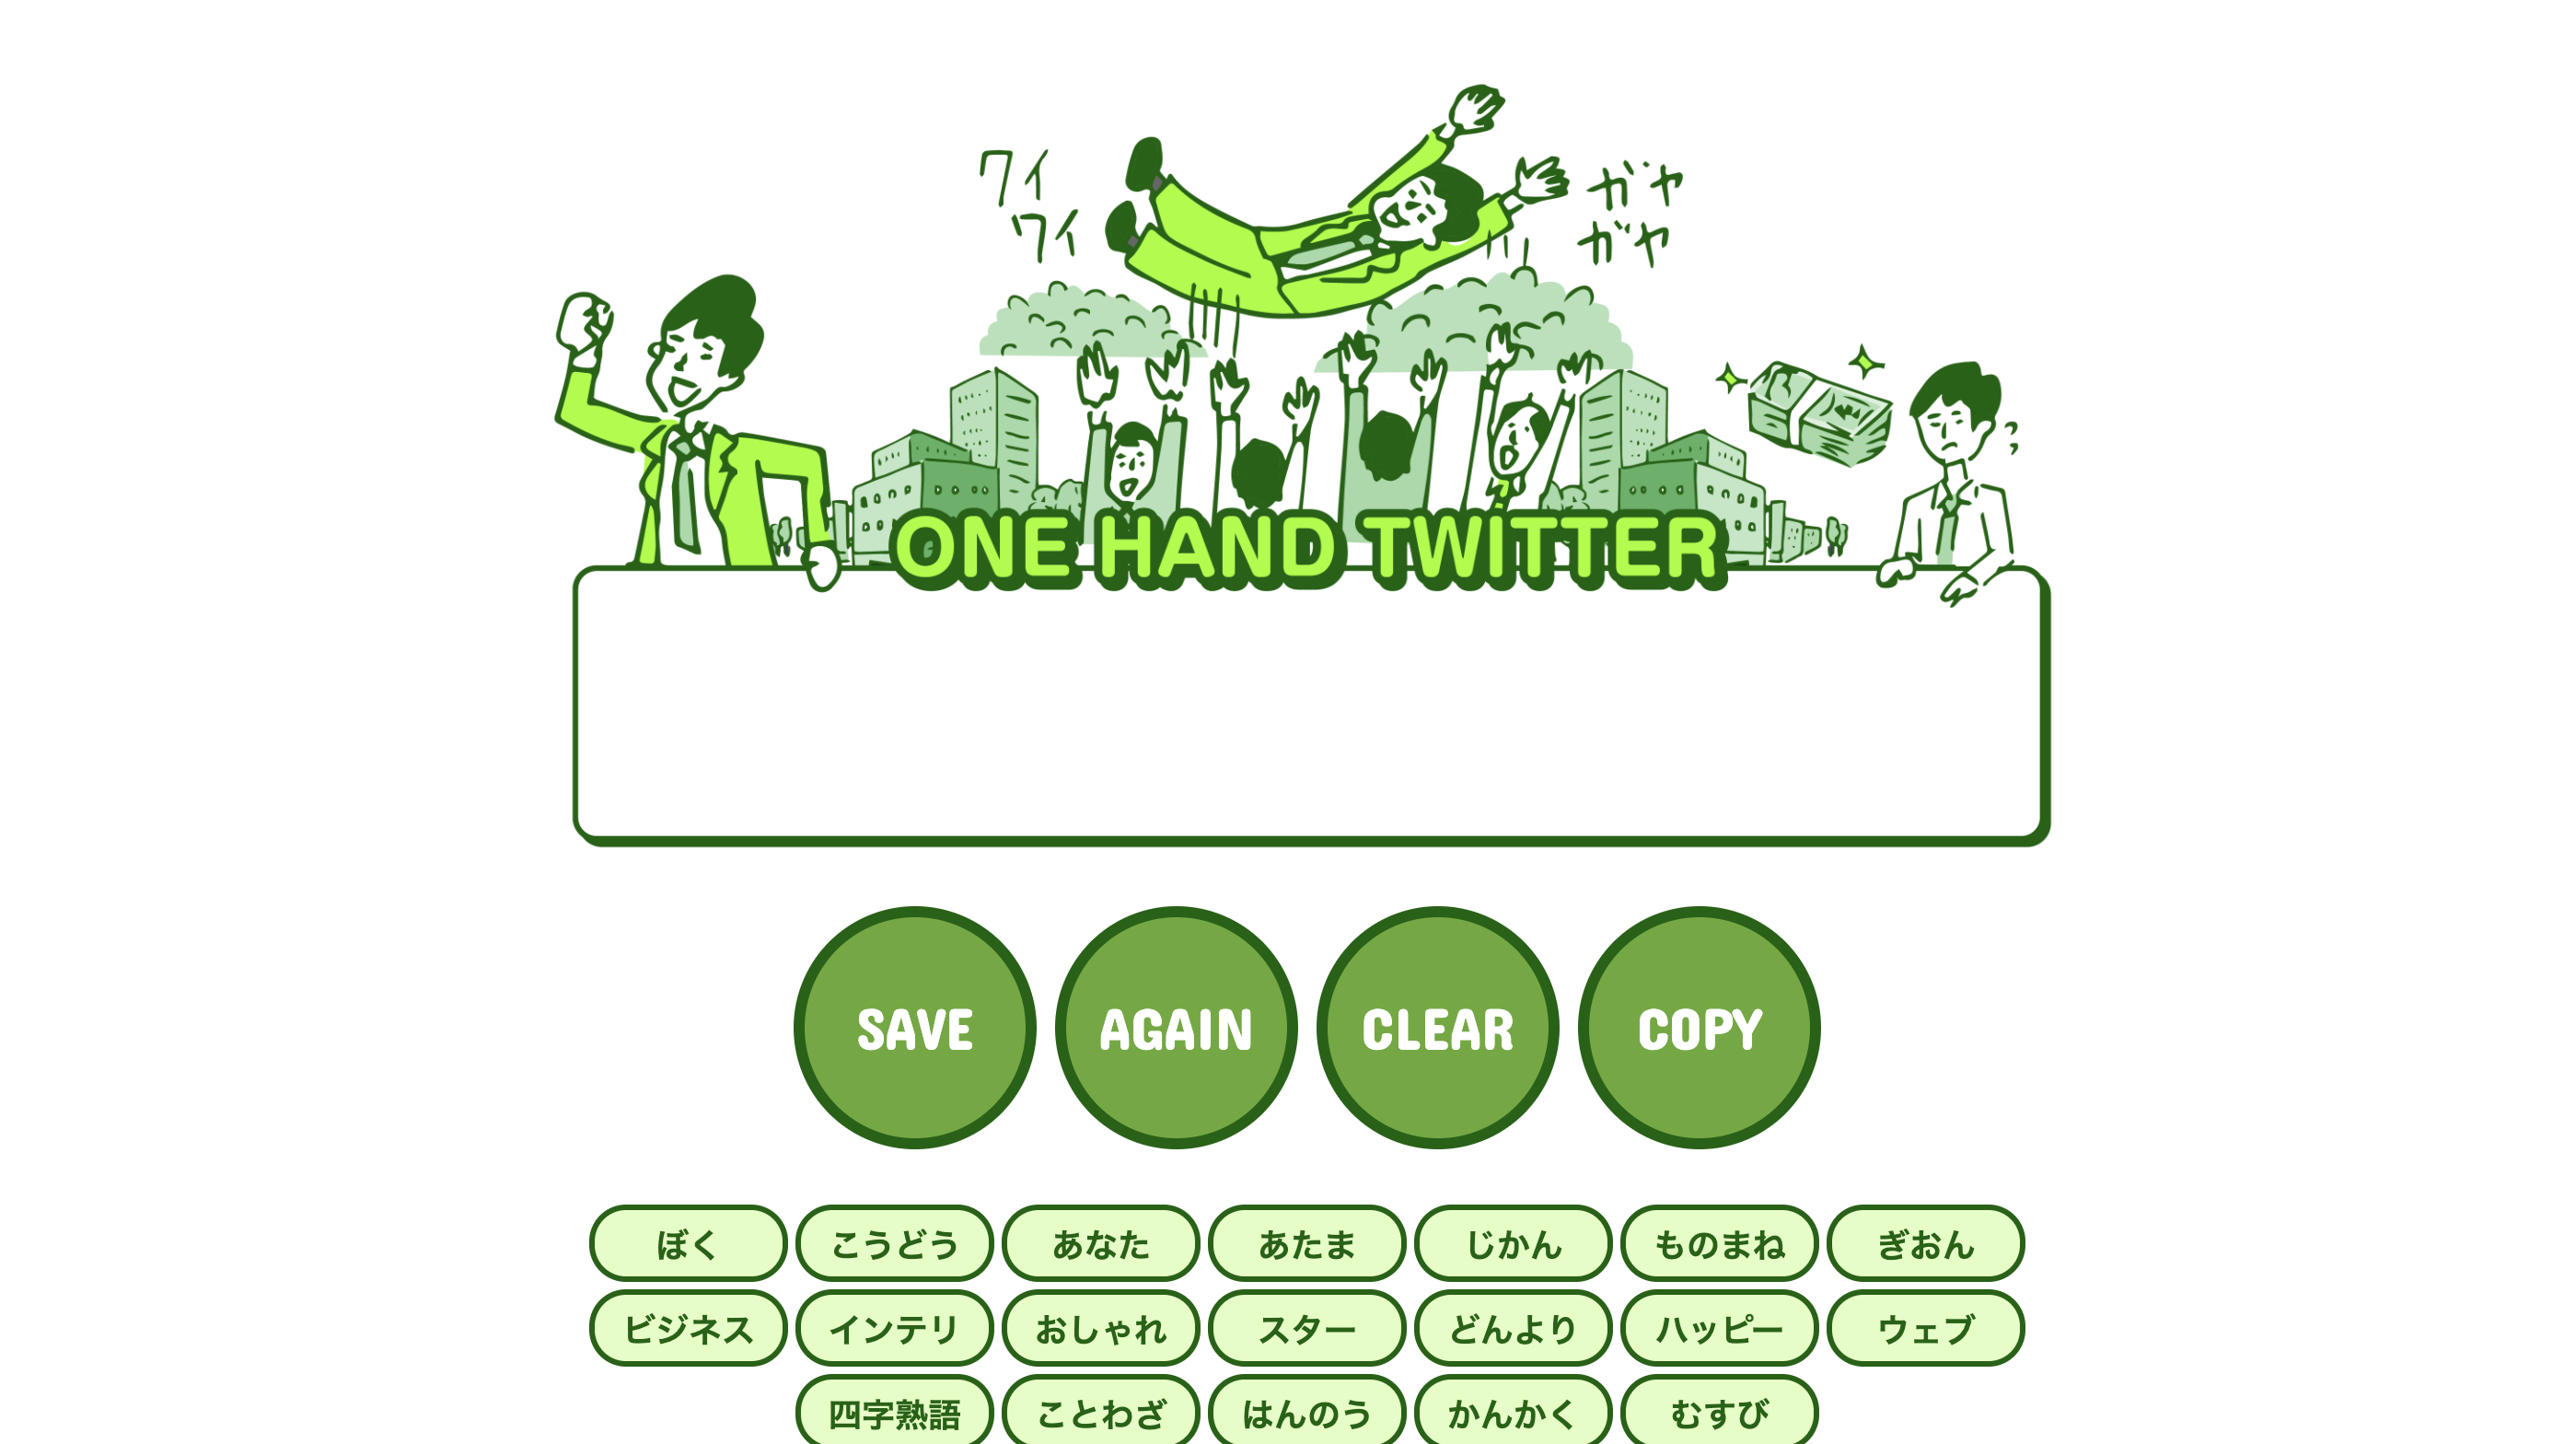 ワイ
ワイ
ガヤ
ガヤ
ONE HAND TWITTER
SAVE AGAIN CLEAR COPY
ぼく こうどう あなた あたま じかん ものまね ぎおん
ビジネス インテリ おしゃれ スター どんより ハッピー ウェブ
四字熟語 ことわざ はんのう かんかく むすび